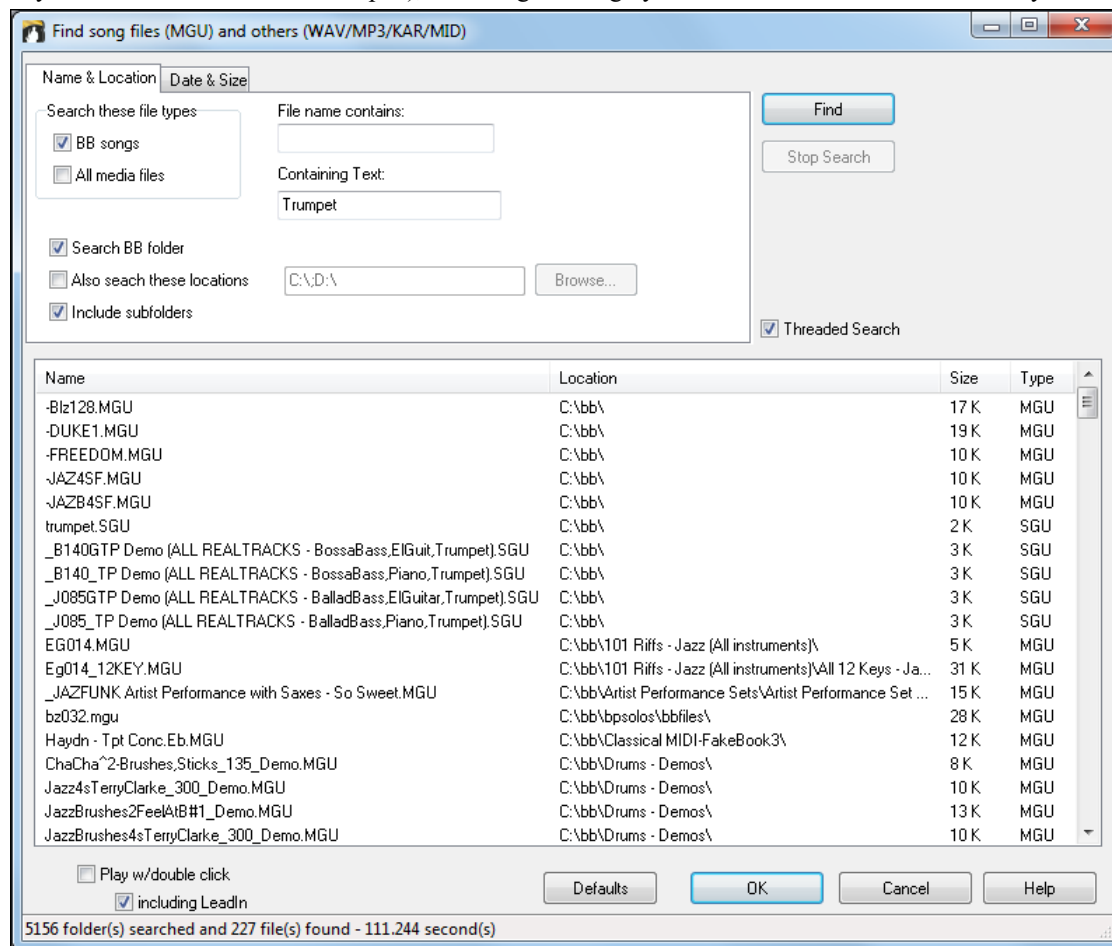 Find song files (MGU) and others (WAV/MP3/KAR/MID)
Name & Location Date & Size
Search these file types
BB songs
All media files
File name contains:
Containing Text:
Trumpet
Find
Stop Search
Search BB folder
Also seach these locations C:\;D:\ Browse...
Include subfolders
Threaded Search
Name Location Size Type
-Blz128.MGU C:\bb\ 17 K MGU
-DUKE1.MGU C:\bb\ 19 K MGU
-FREEDOM.MGU C:\bb\ 10 K MGU
-JAZ4SF.MGU C:\bb\ 10 K MGU
-JAZB4SF.MGU C:\bb\ 10 K MGU
trumpet.SGU C:\bb\ 2 K SGU
_B140GTP Demo (ALL REALTRACKS - BossaBass,ElGuit,Trumpet).SGU C:\bb\ 3 K SGU
_B140_TP Demo (ALL REALTRACKS - BossaBass,Piano,Trumpet).SGU C:\bb\ 3 K SGU
_J085GTP Demo (ALL REALTRACKS - BalladBass,ElGuitar,Trumpet).SGU C:\bb\ 3 K SGU
_J085_TP Demo (ALL REALTRACKS - BalladBass,Piano,Trumpet).SGU C:\bb\ 3 K SGU
EG014.MGU C:\bb\101 Riffs - Jazz (All instruments)\ 5 K MGU
Eg014_12KEY.MGU C:\bb\101 Riffs - Jazz (All instruments)\All 12 Keys - Ja... 31 K MGU
_JAZFUNK Artist Performance with Saxes - So Sweet.MGU C:\bb\Artist Performance Sets\Artist Performance Set ... 15 K MGU
bz032.mgu C:\bb\bpsolos\bbfiles\ 28 K MGU
Haydn - Tpt Conc.Eb.MGU C:\bb\Classical MIDI-FakeBook3\ 12 K MGU
ChaCha^2-Brushes,Sticks_135_Demo.MGU C:\bb\Drums - Demos\ 8 K MGU
Jazz4sTerryClarke_300_Demo.MGU C:\bb\Drums - Demos\ 10 K MGU
JazzBrushes2FeelAtB#1_Demo.MGU C:\bb\Drums - Demos\ 13 K MGU
JazzBrushes4sTerryClarke_300_Demo.MGU C:\bb\Drums - Demos\ 10 K MGU
Play w/double click
including LeadIn
Defaults OK Cancel Help
5156 folder(s) searched and 227 file(s) found - 111.244 second(s)